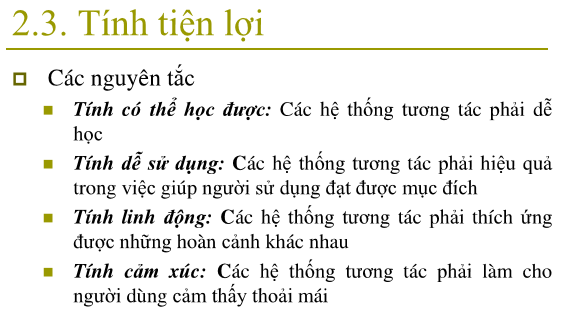 2.3. Tính tiện lợi
Các nguyên tắc
Tính có thể học được: Các hệ thống tương tác phải dễ
học
Tính dễ sử dụng: Các hệ thống tương tác phải hiệu quả
trong việc giúp người sử dụng đạt được mục đích
Tính linh động: Các hệ thống tương tác phải thích ứng
được những hoàn cảnh khác nhau
Tính cảm xúc: Các hệ thống tương tác phải làm cho
người dùng cảm thấy thoải mái